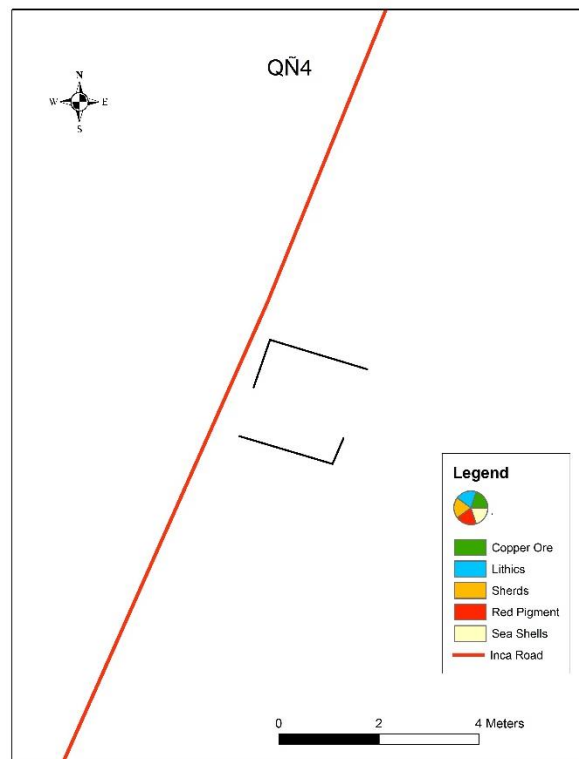 QÑ4
N
W E
S
Legend
.
Copper Ore
Lithics
Sherds
Red Pigment
Sea Shells
Inca Road
0 2 4 Meters